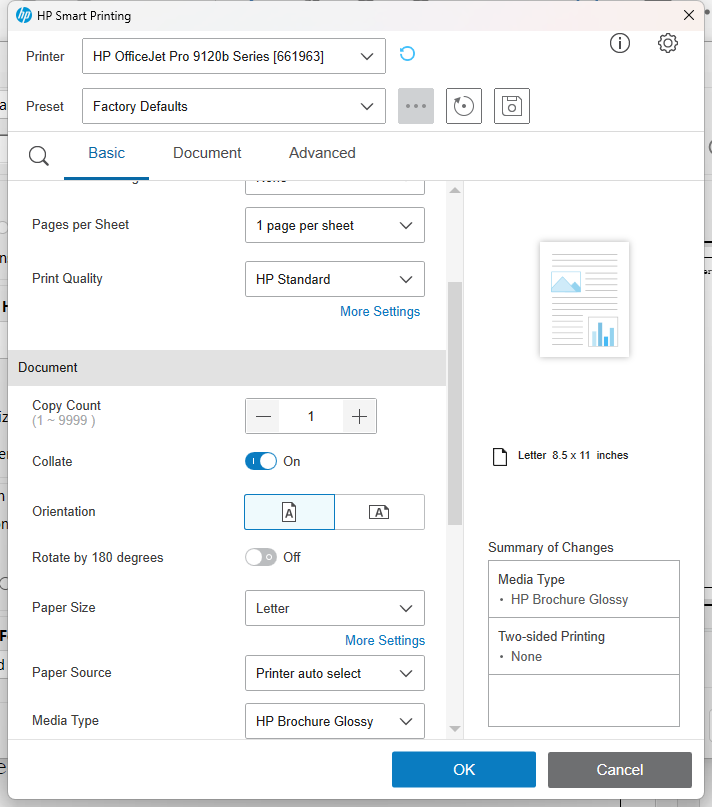 hp HP Smart Printing
Printer HP OfficeJet Pro 9120b Series [661963]
Preset Factory Defaults
Basic Document Advanced
Pages per Sheet 1 page per sheet
Print Quality HP Standard
More Settings
Document
Copy Count
(1 ~ 9999 )
1
Collate On
Orientation A A
Rotate by 180 degrees Off
Paper Size Letter
More Settings
Paper Source Printer auto select
Media Type HP Brochure Glossy
Letter 8.5 x 11 inches
Summary of Changes
Media Type
• HP Brochure Glossy
Two-sided Printing
• None
OK Cancel